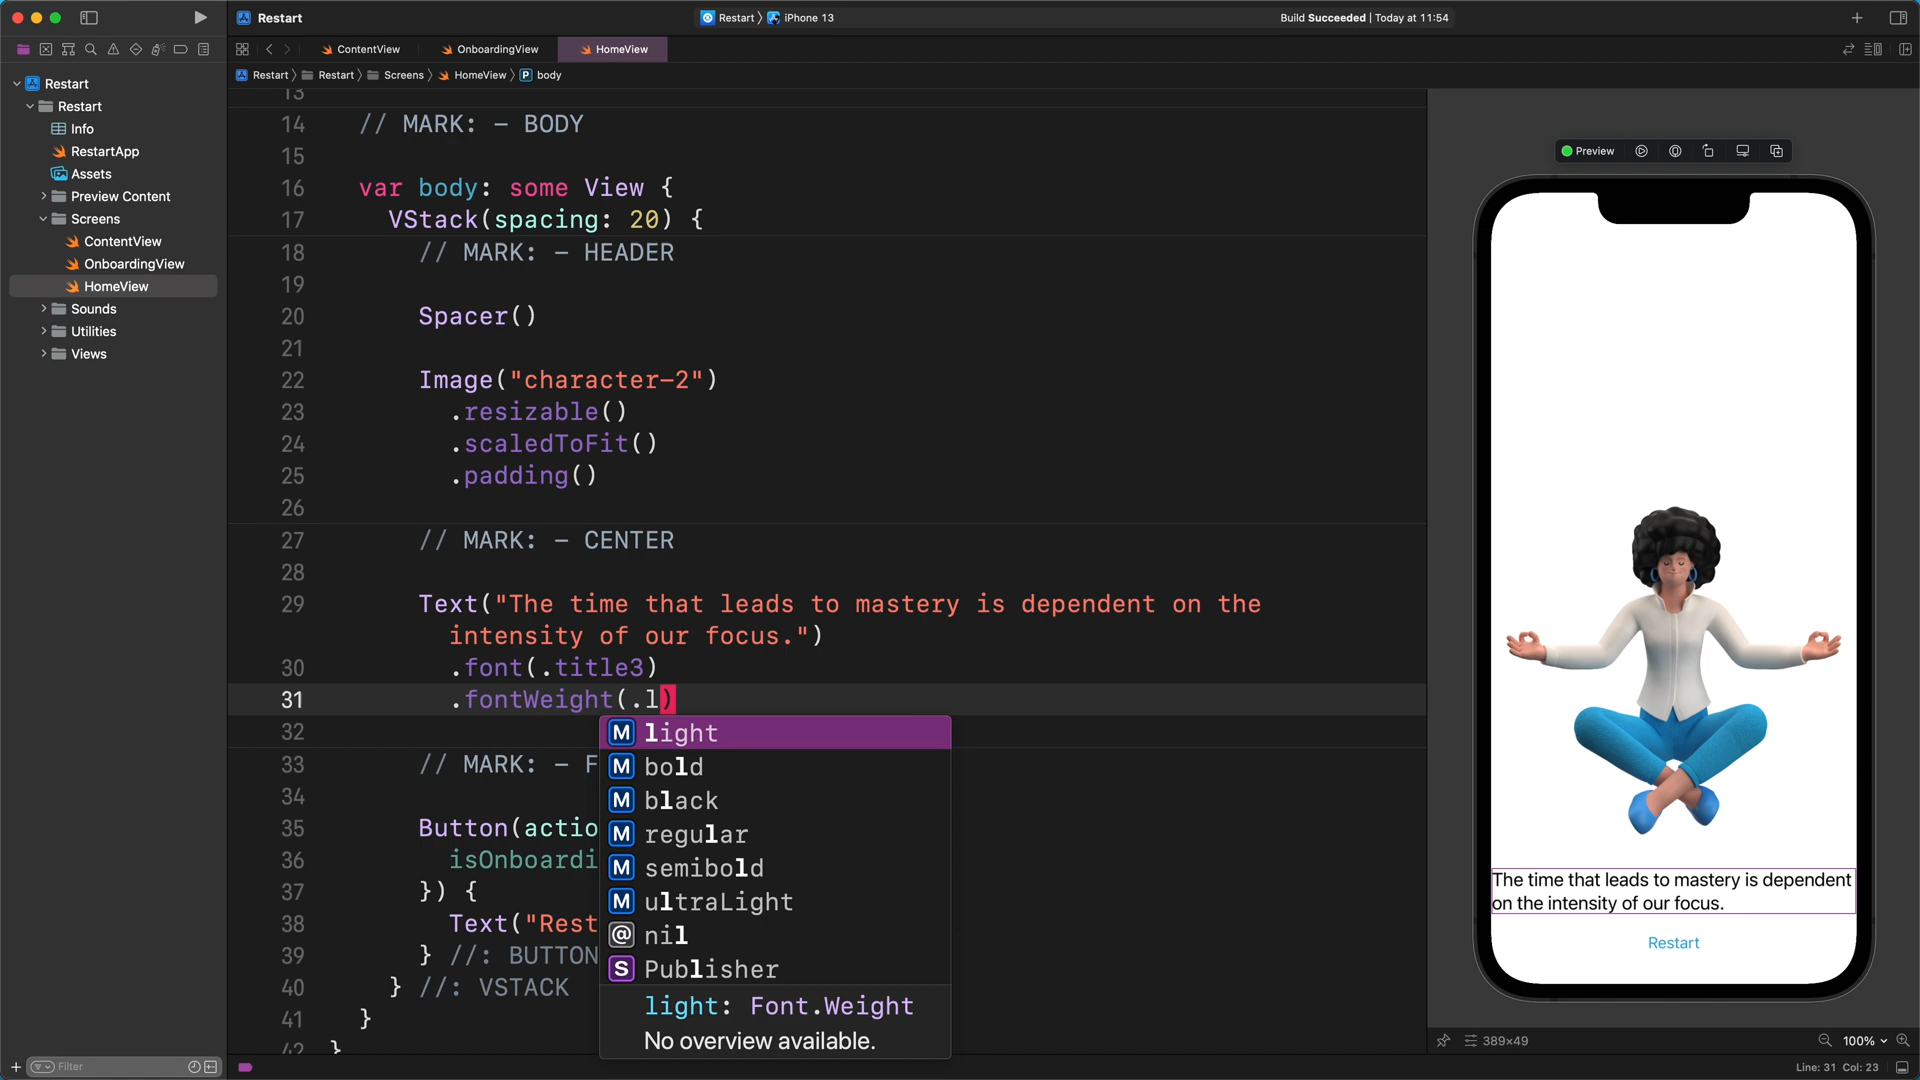 Restart
Restart
iPhone 13
Build Succeeded | Today at 11:54
ContentView
OnboardingView
HomeView
Restart
Restart
Screens
HomeView
P
body
Restart
Restart
Info
RestartApp
Assets
Preview Content
Screens
ContentView
OnboardingView
HomeView
Sounds
Utilities
Views
Filter
13
14 // MARK: - BODY
15
16 var body: some View {
17 VStack(spacing: 20) {
18 // MARK: - HEADER
19
20 Spacer()
21
22 Image("character-2")
23 .resizable()
24 .scaledToFit()
25 .padding()
26
27 // MARK: - CENTER
28
29 Text("The time that leads to mastery is dependent on the
intensity of our focus.")
30 .font(.title3)
31 .fontWeight(.l)
32
33 // MARK: - F
34
35 Button(actio
36 isOnboardi
37 }) {
38 Text("Rest
39 } //: BUTTON
40 } //: VSTACK
41 }
42 }
M light
M bold
M black
M regular
M semibold
M ultraLight
@ nil
S Publisher
light: Font.Weight
No overview available.
Preview
The time that leads to mastery is dependent
on the intensity of our focus.
Restart
389×49
100%
Line: 31 Col: 23